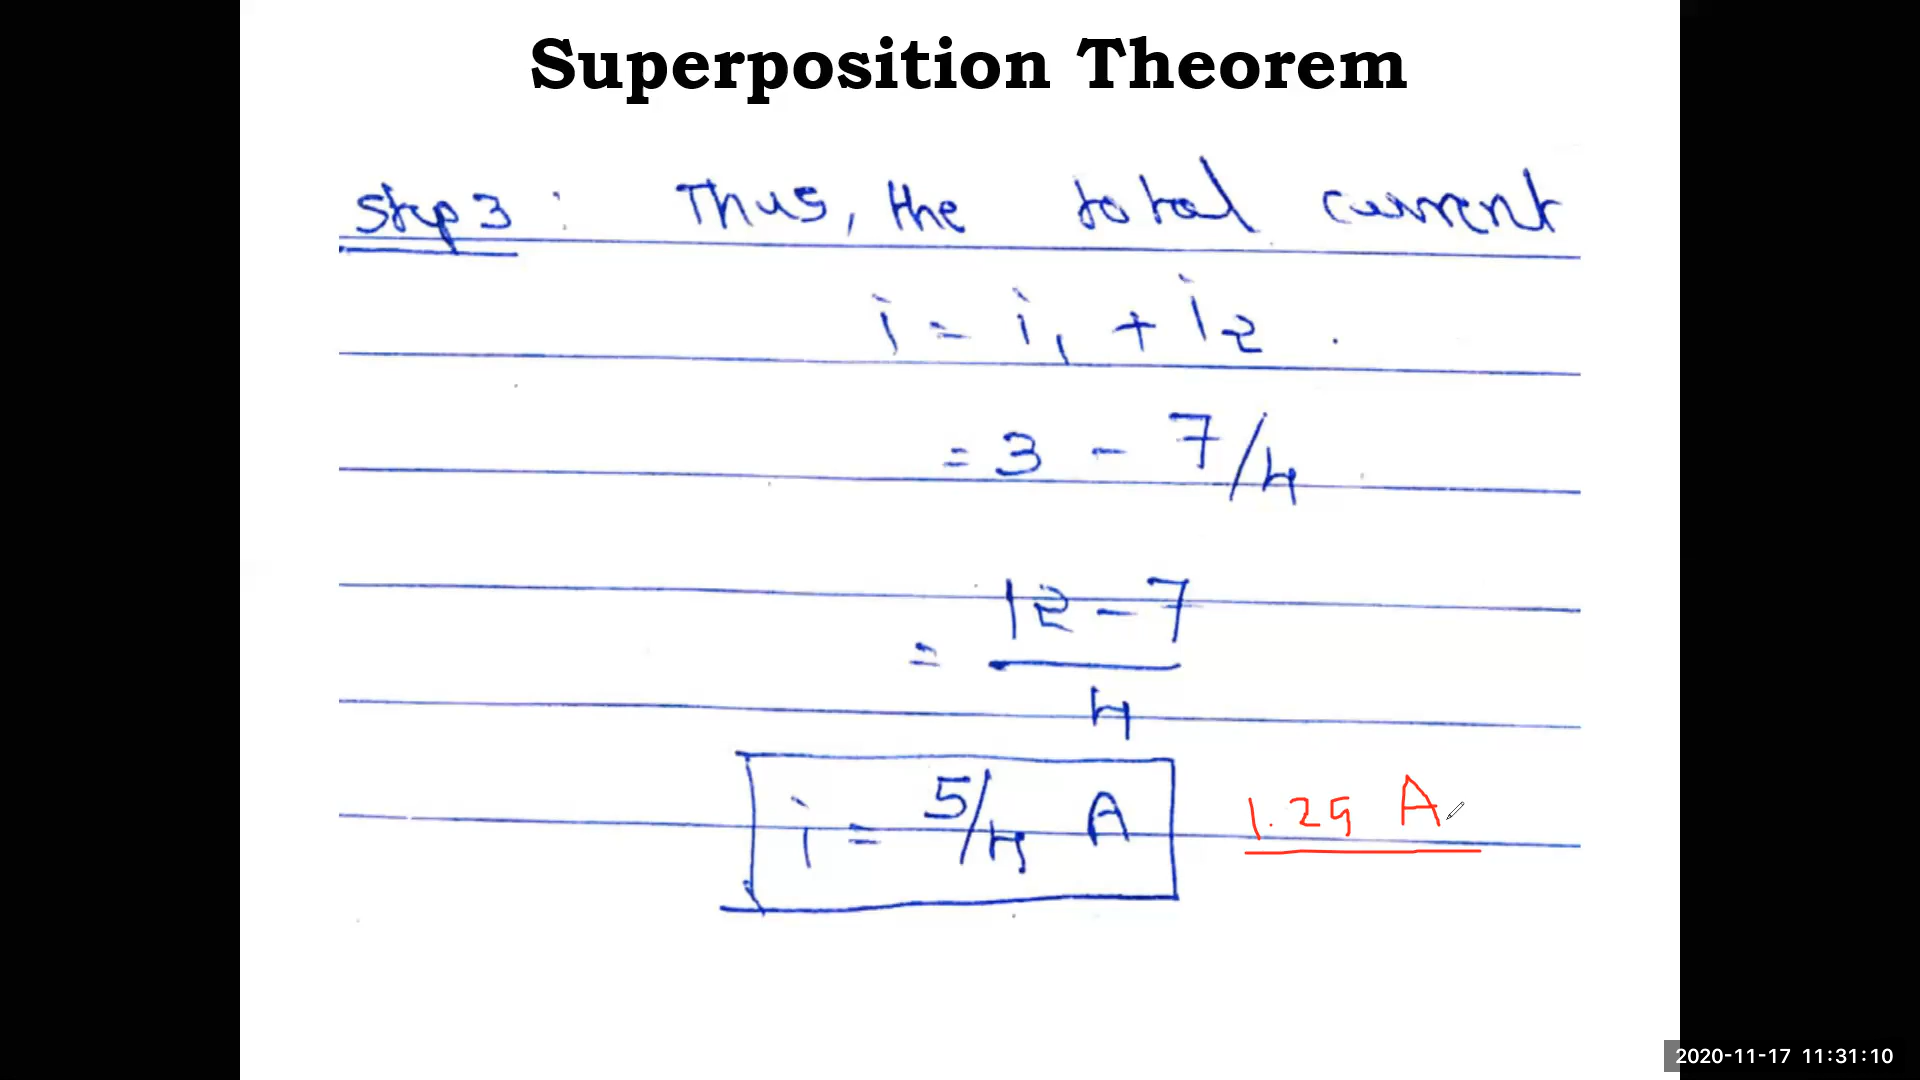 Superposition Theorem
Step 3 : Thus, the total current
i = i₁ + i₂ .
= 3 - 7/4
= 12-7
4
i = 5/4 A 1.25 A
2020-11-17 11:31:10